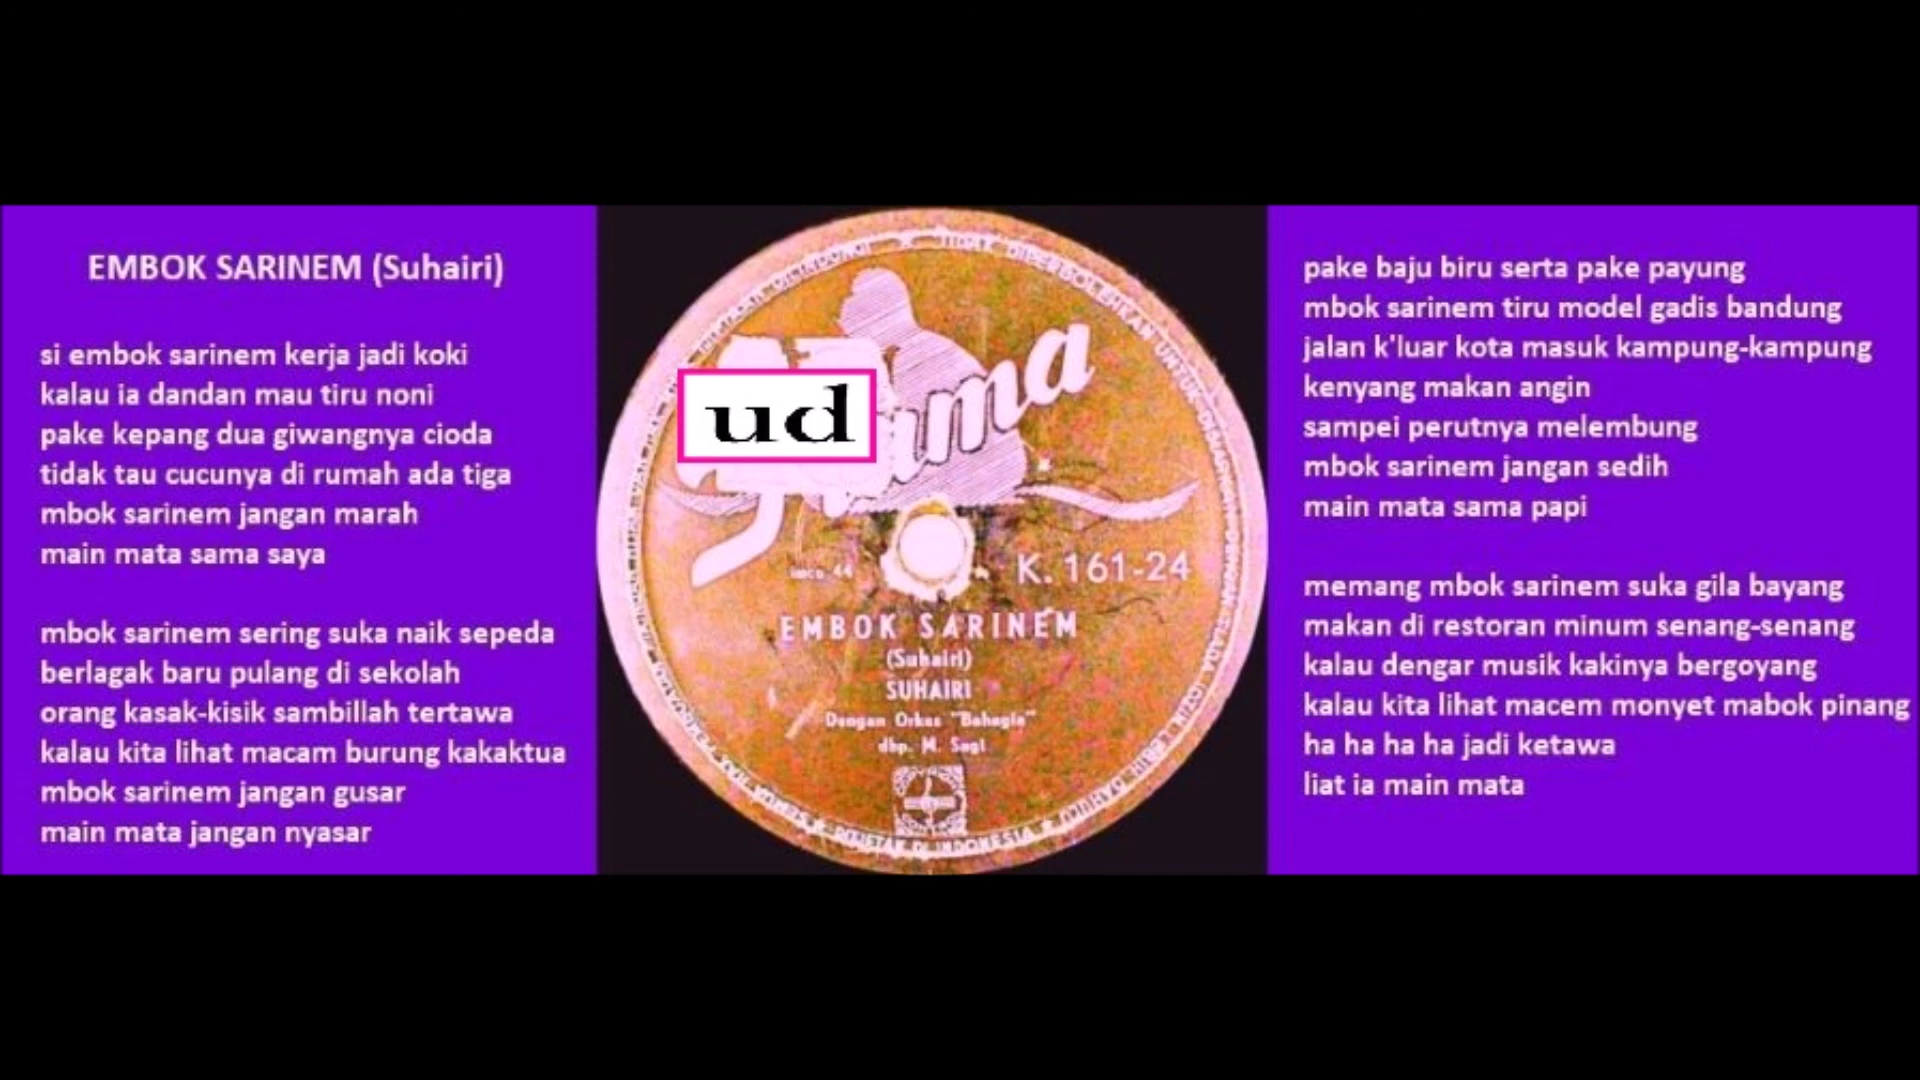 EMBOK SARINEM (Suhairi)
si embok sarinem kerja jadi koki
kalau ia dandan mau tiru noni
pake kepang dua giwangnya cioda
tidak tau cucunya di rumah ada tiga
mbok sarinem jangan marah
main mata sama saya
mbok sarinem sering suka naik sepeda
berlagak baru pulang di sekolah
orang kasak-kisik sambillah tertawa
kalau kita lihat macam burung kakaktua
mbok sarinem jangan gusar
main mata jangan nyasar
ud
K. 161-24
EMBOK SARINEM
(Suhairi)
SUHAIRI
Dengan Orkas "Bahagia"
dbp. M. Sagi
pake baju biru serta pake payung
mbok sarinem tiru model gadis bandung
jalan k'luar kota masuk kampung-kampung
kenyang makan angin
sampei perutnya melembung
mbok sarinem jangan sedih
main mata sama papi
memang mbok sarinem suka gila bayang
makan di restoran minum senang-senang
kalau dengar musik kakinya bergoyang
kalau kita lihat macem monyet mabok pinang
ha ha ha ha jadi ketawa
liat ia main mata